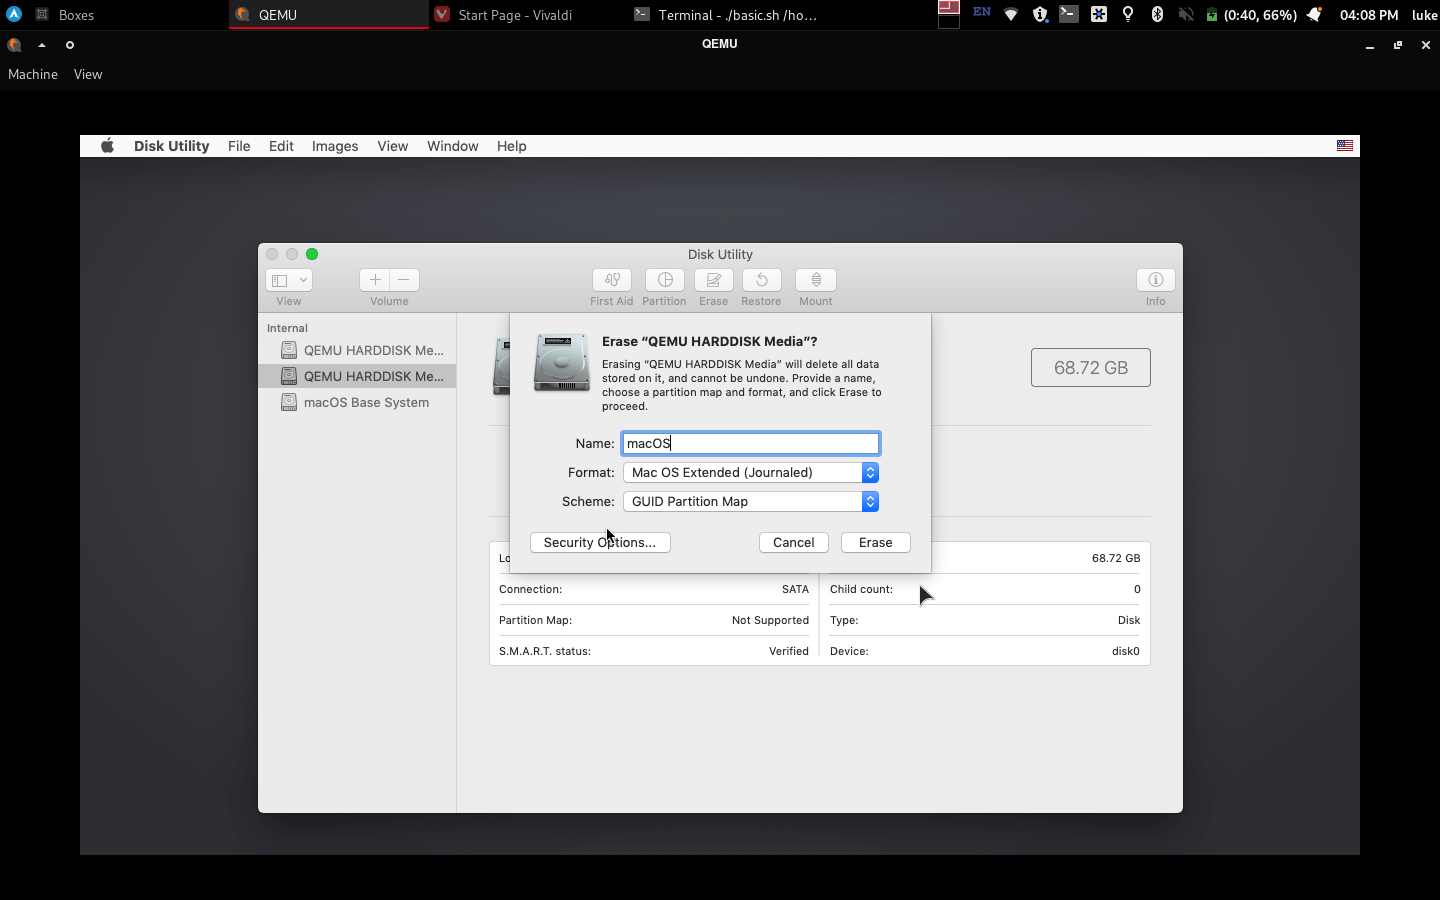 Boxes
QEMU
Start Page - Vivaldi
Terminal - ./basic.sh /ho...
EN
(0:40, 66%)
04:08 PM
luke
QEMU
Machine View
Disk Utility File Edit Images View Window Help
Disk Utility
View
Volume
First Aid
Partition
Erase
Restore
Mount
Info
Internal
QEMU HARDDISK Me...
QEMU HARDDISK Me...
macOS Base System
68.72 GB
Erase “QEMU HARDDISK Media”?
Erasing “QEMU HARDDISK Media” will delete all data
stored on it, and cannot be undone. Provide a name,
choose a partition map and format, and click Erase to
proceed.
Name: macOS
Format: Mac OS Extended (Journaled)
Scheme: GUID Partition Map
Security Options...
Cancel
Erase
Lo
68.72 GB
Connection: SATA
Child count: 0
Partition Map: Not Supported
Type: Disk
S.M.A.R.T. status: Verified
Device: disk0